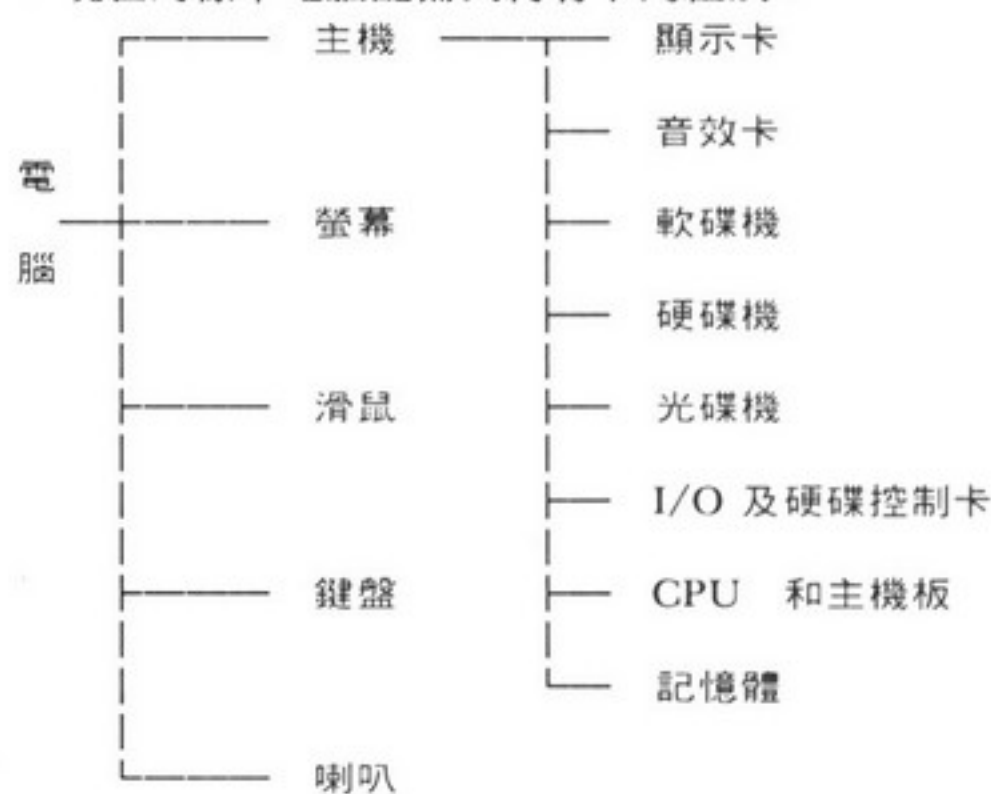 主機 顯示卡
音效卡
電腦
螢幕 軟碟機
硬碟機
滑鼠 光碟機
I/O 及硬碟控制卡
鍵盤 CPU 和主機板
記憶體
喇叭